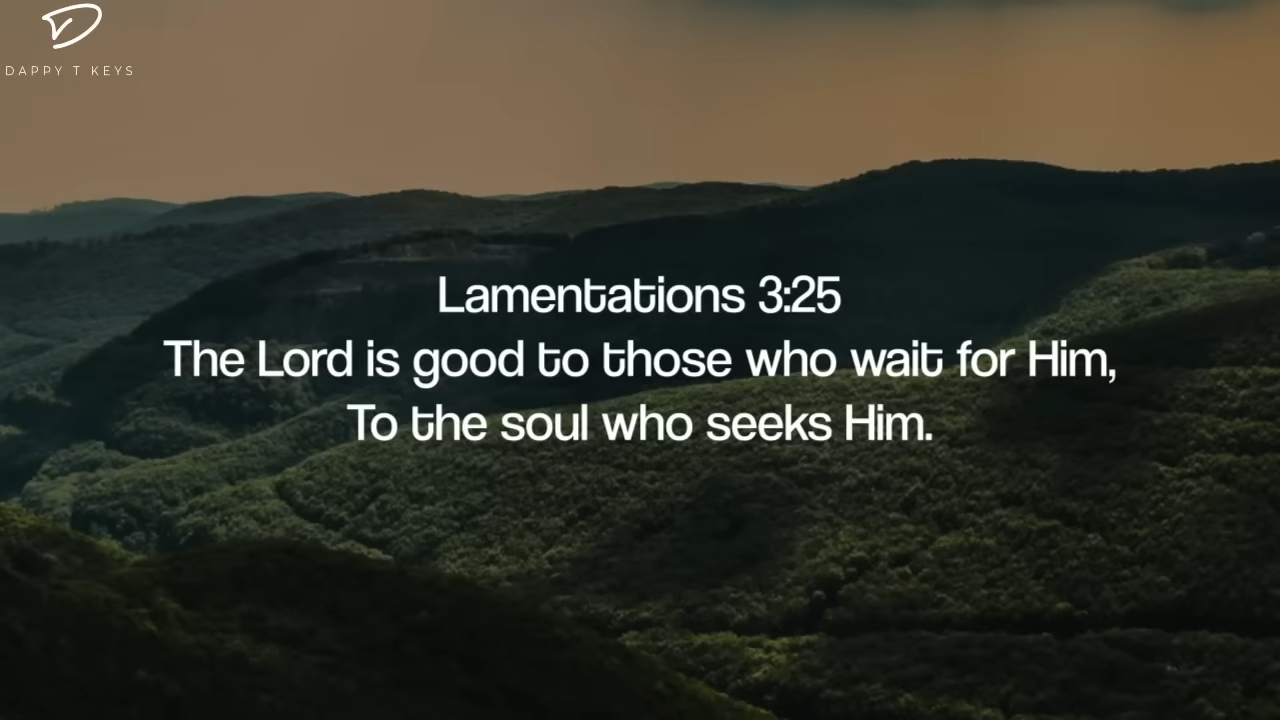 DAPPY T KEYS
Lamentations 3:25
The Lord is good to those who wait for Him,
To the soul who seeks Him.